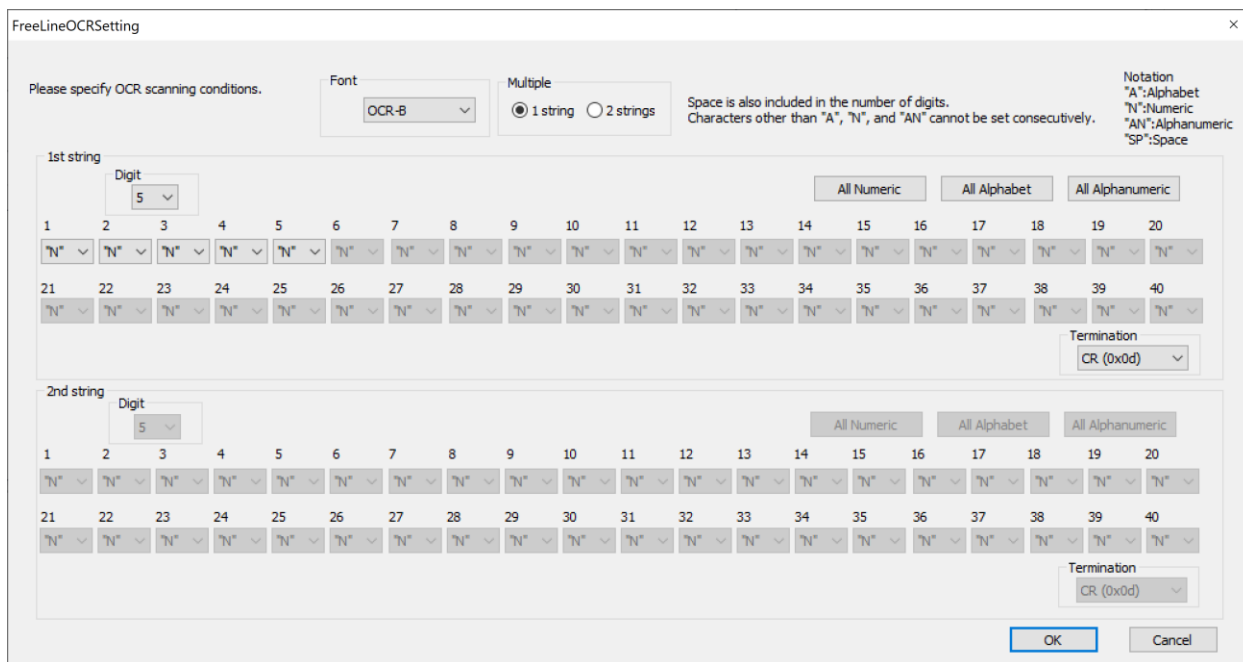 FreeLineOCRSetting ×
Please specify OCR scanning conditions.
Font
OCR-B
Multiple
1 string 2 strings
Space is also included in the number of digits.
Characters other than "A", "N", and "AN" cannot be set consecutively.
Notation
"A":Alphabet
"N":Numeric
"AN":Alphanumeric
"SP":Space
1st string
Digit
5
All Numeric All Alphabet All Alphanumeric
1 2 3 4 5 6 7 8 9 10 11 12 13 14 15 16 17 18 19 20
"N" "N" "N" "N" "N" "N" "N" "N" "N" "N" "N" "N" "N" "N" "N" "N" "N" "N" "N" "N"
21 22 23 24 25 26 27 28 29 30 31 32 33 34 35 36 37 38 39 40
"N" "N" "N" "N" "N" "N" "N" "N" "N" "N" "N" "N" "N" "N" "N" "N" "N" "N" "N" "N"
Termination
CR (0x0d)
2nd string
Digit
5
All Numeric All Alphabet All Alphanumeric
1 2 3 4 5 6 7 8 9 10 11 12 13 14 15 16 17 18 19 20
"N" "N" "N" "N" "N" "N" "N" "N" "N" "N" "N" "N" "N" "N" "N" "N" "N" "N" "N" "N"
21 22 23 24 25 26 27 28 29 30 31 32 33 34 35 36 37 38 39 40
"N" "N" "N" "N" "N" "N" "N" "N" "N" "N" "N" "N" "N" "N" "N" "N" "N" "N" "N" "N"
Termination
CR (0x0d)
OK Cancel